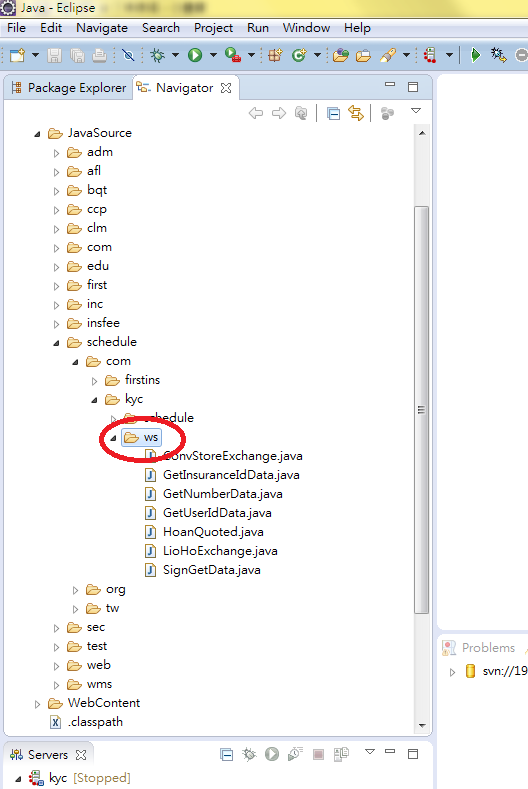 Java - Eclipse
File Edit Navigate Search Project Run Window Help
Package Explorer Navigator
JavaSource
adm
afl
bqt
ccp
clm
com
edu
first
inc
insfee
schedule
com
firstins
kyc
schedule
ws
ConvStoreExchange.java
GetInsuranceIdData.java
GetNumberData.java
GetUserIdData.java
HoanQuoted.java
LioHoExchange.java
SignGetData.java
org
tw
sec
test
web
wms
WebContent
.classpath
Problems
svn://19
Servers
kyc [Stopped]